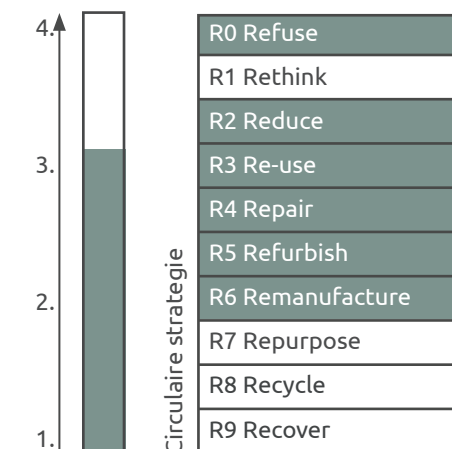 4.
3.
2.
1.
Circulaire strategie
R0 Refuse
R1 Rethink
R2 Reduce
R3 Re-use
R4 Repair
R5 Refurbish
R6 Remanufacture
R7 Repurpose
R8 Recycle
R9 Recover